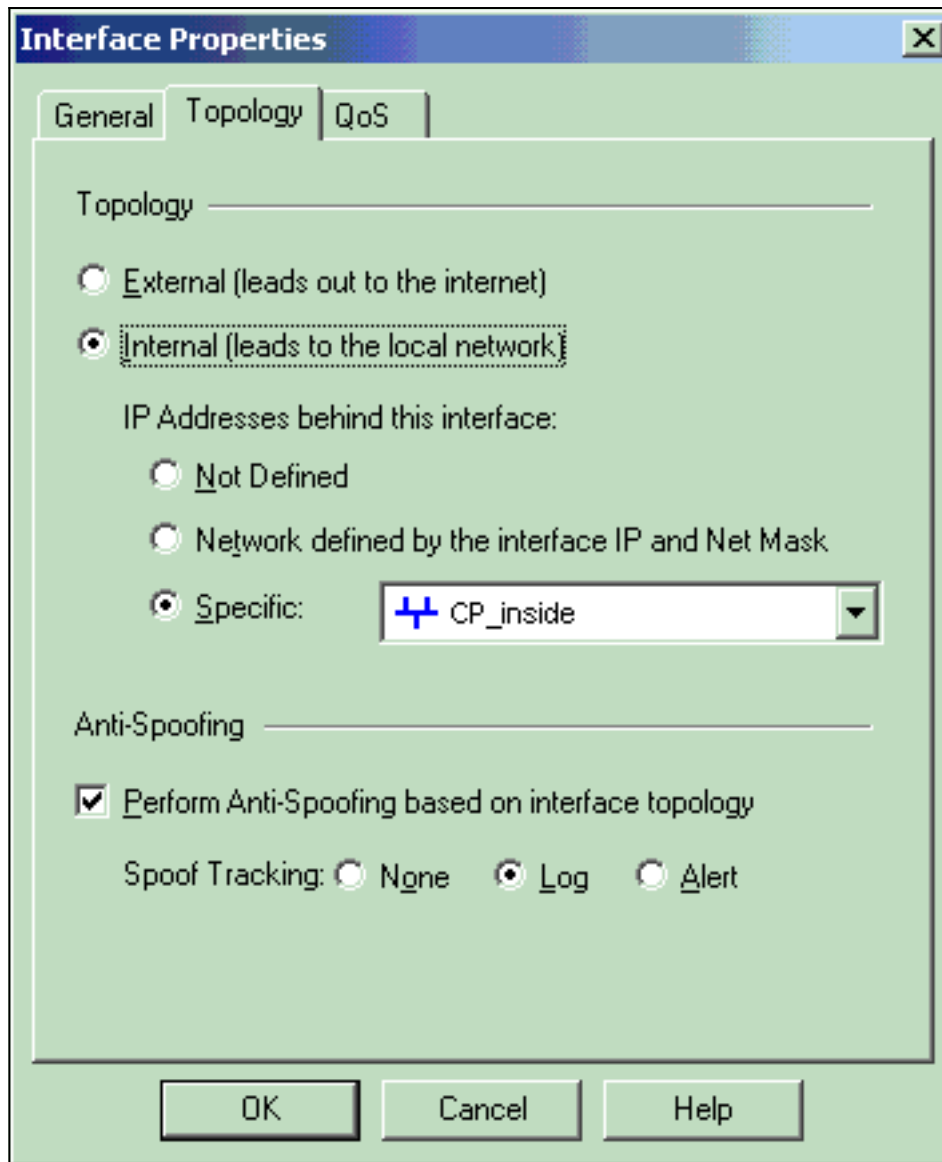 Interface Properties
General Topology QoS
Topology
External (leads out to the internet)
Internal (leads to the local network)
IP Addresses behind this interface:
Not Defined
Network defined by the interface IP and Net Mask
Specific: CP_inside
Anti-Spoofing
Perform Anti-Spoofing based on interface topology
Spoof Tracking: None Log Alert
OK Cancel Help